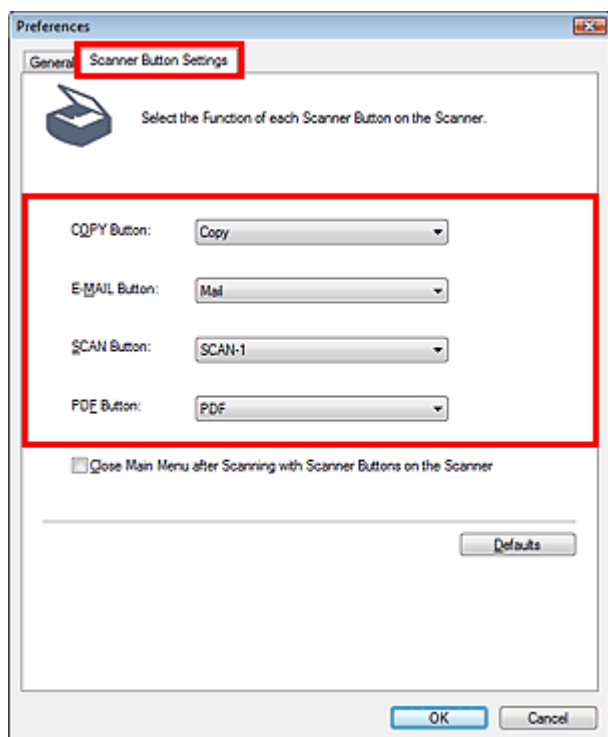 Preferences
General
Scanner Button Settings
Select the Function of each Scanner Button on the Scanner.
COPY Button: Copy
E-MAIL Button: Mail
SCAN Button: SCAN-1
PDF Button: PDF
Close Main Menu after Scanning with Scanner Buttons on the Scanner
Defaults
OK Cancel